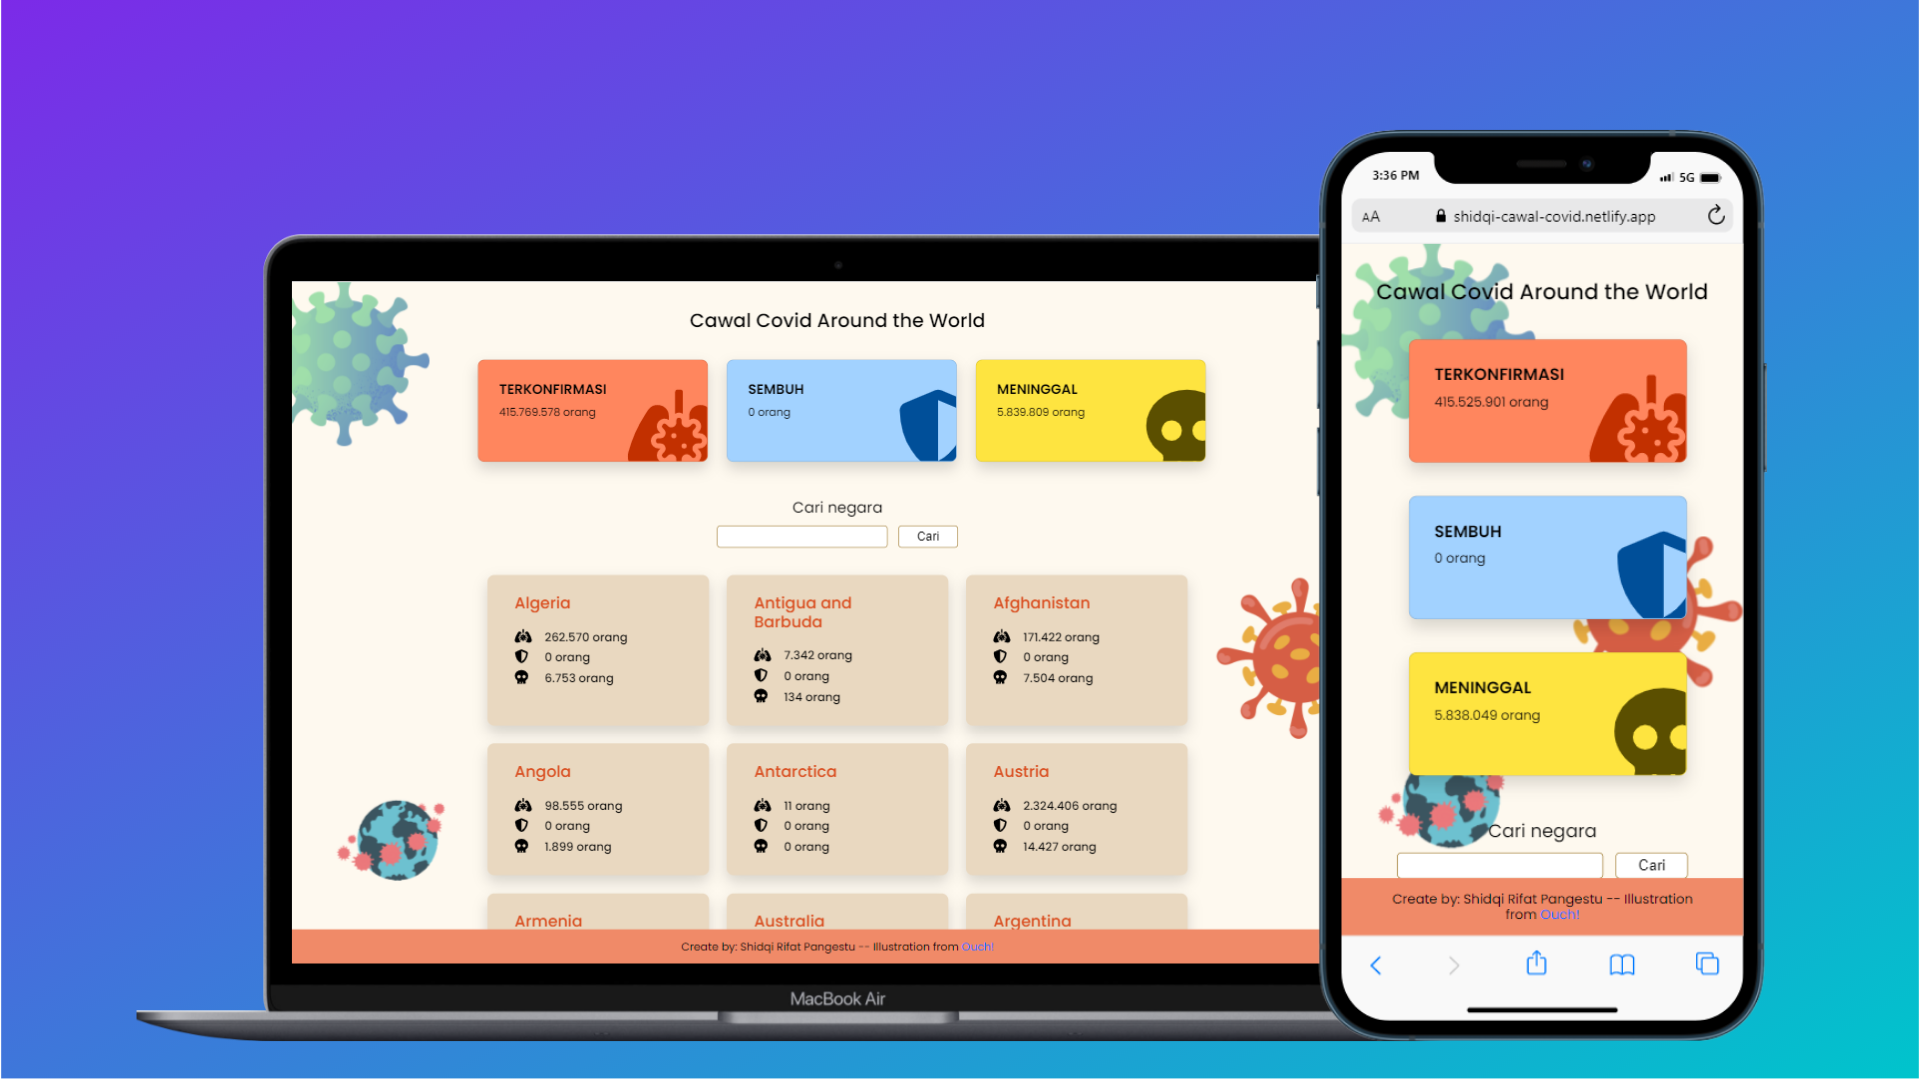 Cawal Covid Around the World
TERKONFIRMASI
415.769.578 orang
SEMBUH
0 orang
MENINGGAL
5.839.809 orang
Cari negara
Cari
Algeria
262.570 orang
0 orang
6.753 orang
Antigua and
Barbuda
7.342 orang
0 orang
134 orang
Afghanistan
171.422 orang
0 orang
7.504 orang
Angola
98.555 orang
0 orang
1.899 orang
Antarctica
11 orang
0 orang
0 orang
Austria
2.324.406 orang
0 orang
14.427 orang
Armenia
Australia
Argentina
Create by: Shidqi Rifat Pangestu -- Illustration from Ouch!
MacBook Air
3:36 PM
5G
AA
shidqi-cawal-covid.netlify.app
Cawal Covid Around the World
TERKONFIRMASI
415.525.901 orang
SEMBUH
0 orang
MENINGGAL
5.838.049 orang
Cari negara
Cari
Create by: Shidqi Rifat Pangestu -- Illustration
from Ouch!